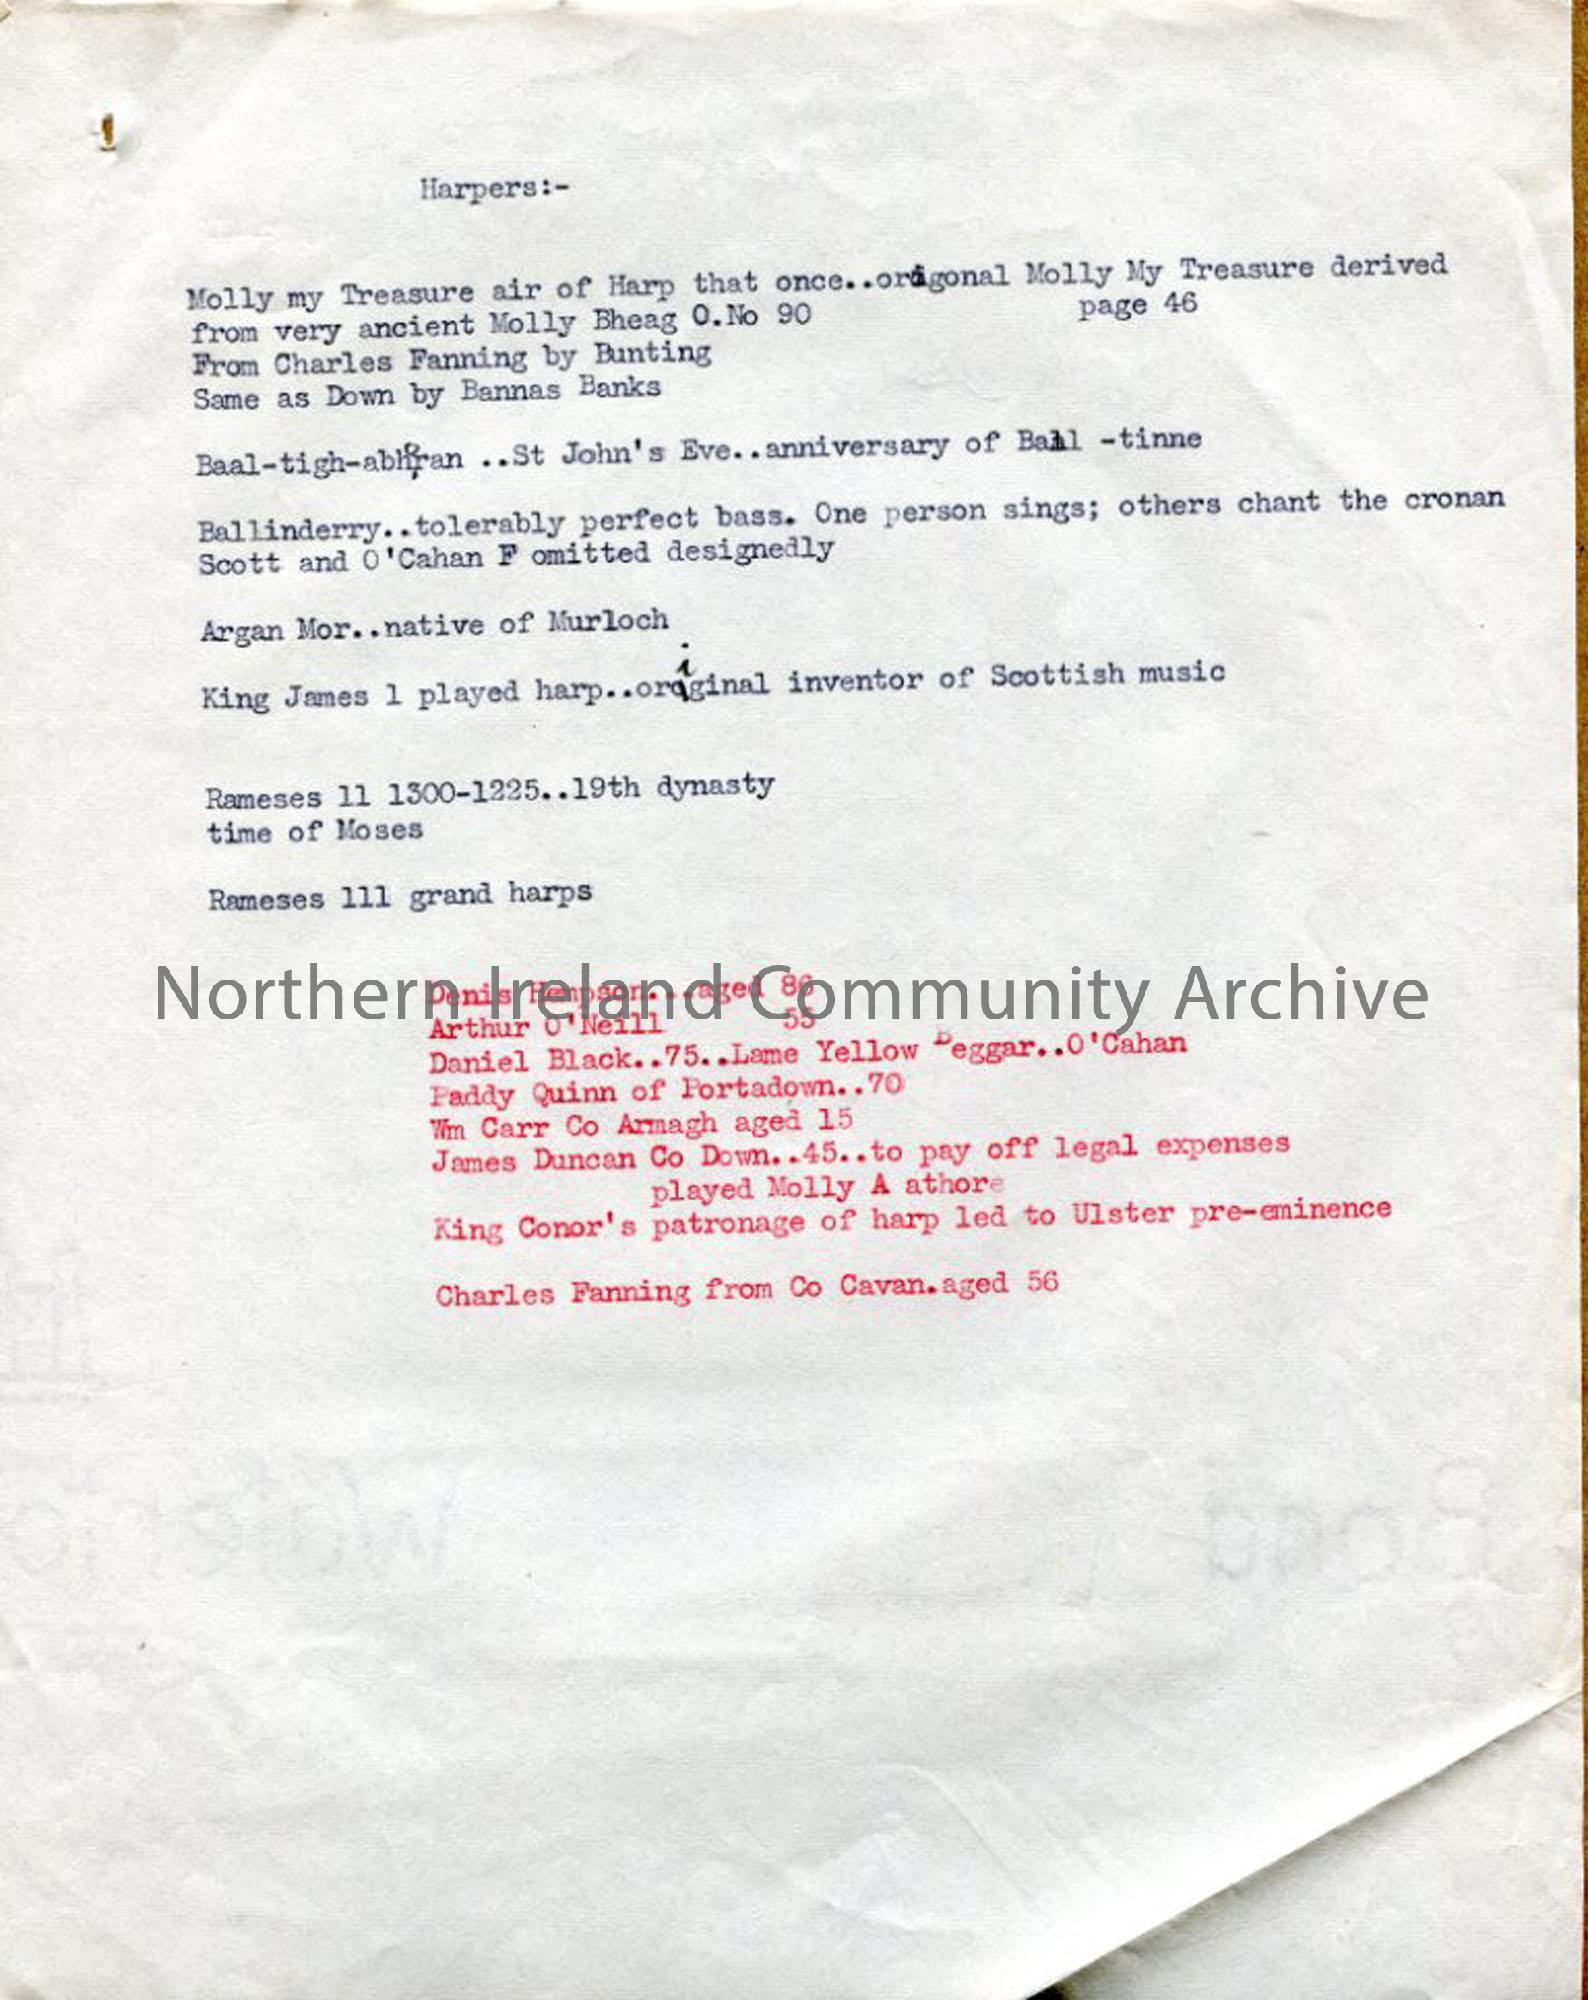 Harpers:-
Molly my Treasure air of Harp that once..oragonal Molly My Treasure derived
from very ancient Molly Bheag O.No 90 page 46
From Charles Fanning by Bunting
Same as Down by Bannas Banks
Baal-tigh-abhran ..St John's Eve..anniversary of Baal -tinne
Ballinderry..tolerably perfect bass. One person sings; others chant the cronan
Scott and O'Cahan F omitted designedly
Argan Mor..native of Murloch
King James 1 played harp..original inventor of Scottish music
Rameses 11 1300-1225..19th dynasty
time of Moses
Rameses 111 grand harps
Northern Ireland Community Archive
Denis Hempson...aged 86
Arthur O'Neill 55
Daniel Black..75..Lame Yellow Beggar..O'Cahan
Paddy Quinn of Portadown..70
Wm Carr Co Armagh aged 15
James Duncan Co Down..45..to pay off legal expenses
played Molly A athore
King Conor's patronage of harp led to Ulster pre-eminence
Charles Fanning from Co Cavan.aged 56